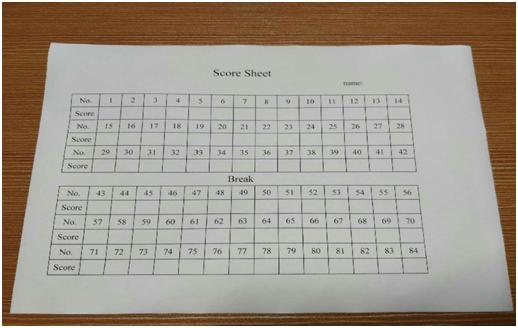 Score Sheet
name:
No. 1 2 3 4 5 6 7 8 9 10 11 12 13 14
Score
No. 15 16 17 18 19 20 21 22 23 24 25 26 27 28
Score
No. 29 30 31 32 33 34 35 36 37 38 39 40 41 42
Score
Break
No. 43 44 45 46 47 48 49 50 51 52 53 54 55 56
Score
No. 57 58 59 60 61 62 63 64 65 66 67 68 69 70
Score
No. 71 72 73 74 75 76 77 78 79 80 81 82 83 84
Score